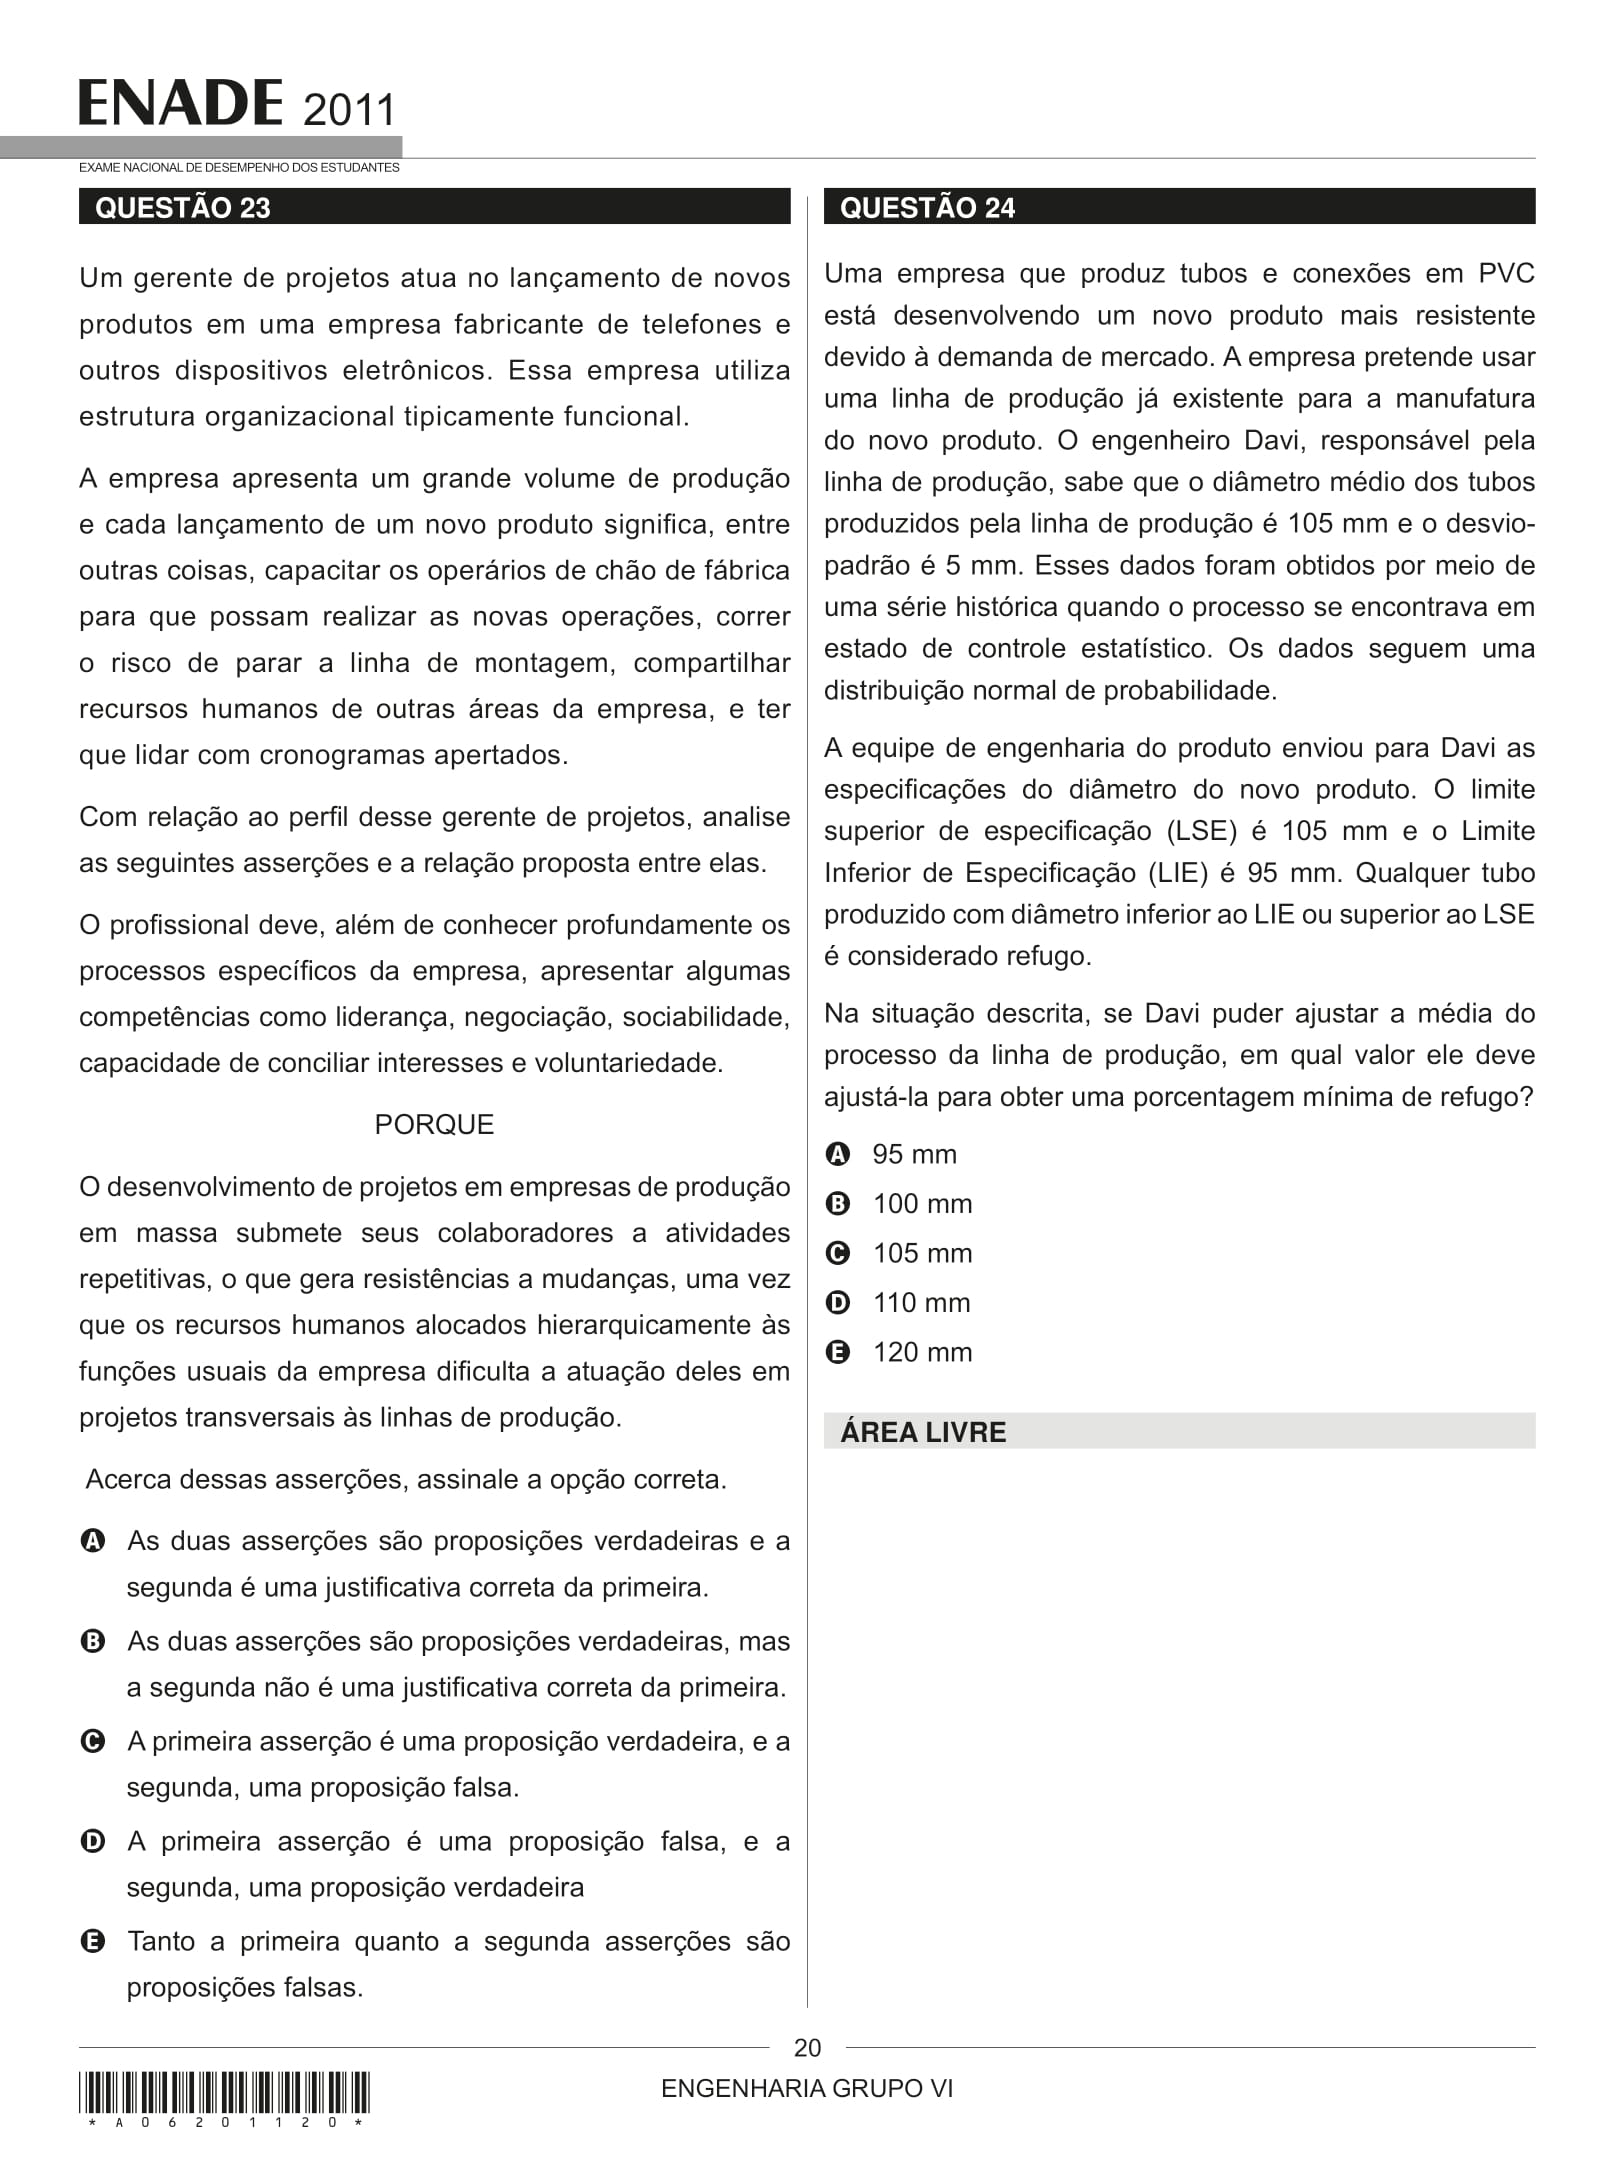 ENADE 2011
EXAME NACIONAL DE DESEMPENHO DOS ESTUDANTES
QUESTÃO 23
Um gerente de projetos atua no lançamento de novos
produtos em uma empresa fabricante de telefones e
outros dispositivos eletrônicos. Essa empresa utiliza
estrutura organizacional tipicamente funcional.
A empresa apresenta um grande volume de produção
e cada lançamento de um novo produto significa, entre
outras coisas, capacitar os operários de chão de fábrica
para que possam realizar as novas operações, correr
o risco de parar a linha de montagem, compartilhar
recursos humanos de outras áreas da empresa, e ter
que lidar com cronogramas apertados.
Com relação ao perfil desse gerente de projetos, analise
as seguintes asserções e a relação proposta entre elas.
O profissional deve, além de conhecer profundamente os
processos específicos da empresa, apresentar algumas
competências como liderança, negociação, sociabilidade,
capacidade de conciliar interesses e voluntariedade.
PORQUE
O desenvolvimento de projetos em empresas de produção
em massa submete seus colaboradores a atividades
repetitivas, o que gera resistências a mudanças, uma vez
que os recursos humanos alocados hierarquicamente às
funções usuais da empresa dificulta a atuação deles em
projetos transversais às linhas de produção.
Acerca dessas asserções, assinale a opção correta.
A As duas asserções são proposições verdadeiras e a
segunda é uma justificativa correta da primeira.
B As duas asserções são proposições verdadeiras, mas
a segunda não é uma justificativa correta da primeira.
C A primeira asserção é uma proposição verdadeira, e a
segunda, uma proposição falsa.
D A primeira asserção é uma proposição falsa, e a
segunda, uma proposição verdadeira
E Tanto a primeira quanto a segunda asserções são
proposições falsas.
QUESTÃO 24
Uma empresa que produz tubos e conexões em PVC
está desenvolvendo um novo produto mais resistente
devido à demanda de mercado. A empresa pretende usar
uma linha de produção já existente para a manufatura
do novo produto. O engenheiro Davi, responsável pela
linha de produção, sabe que o diâmetro médio dos tubos
produzidos pela linha de produção é 105 mm e o desvio-
padrão é 5 mm. Esses dados foram obtidos por meio de
uma série histórica quando o processo se encontrava em
estado de controle estatístico. Os dados seguem uma
distribuição normal de probabilidade.
A equipe de engenharia do produto enviou para Davi as
especificações do diâmetro do novo produto. O limite
superior de especificação (LSE) é 105 mm e o Limite
Inferior de Especificação (LIE) é 95 mm. Qualquer tubo
produzido com diâmetro inferior ao LIE ou superior ao LSE
é considerado refugo.
Na situação descrita, se Davi puder ajustar a média do
processo da linha de produção, em qual valor ele deve
ajustá-la para obter uma porcentagem mínima de refugo?
A 95 mm
B 100 mm
C 105 mm
D 110 mm
E 120 mm
ÁREA LIVRE
20
ENGENHARIA GRUPO VI
* A 0 6 2 0 1 1 2 0 *